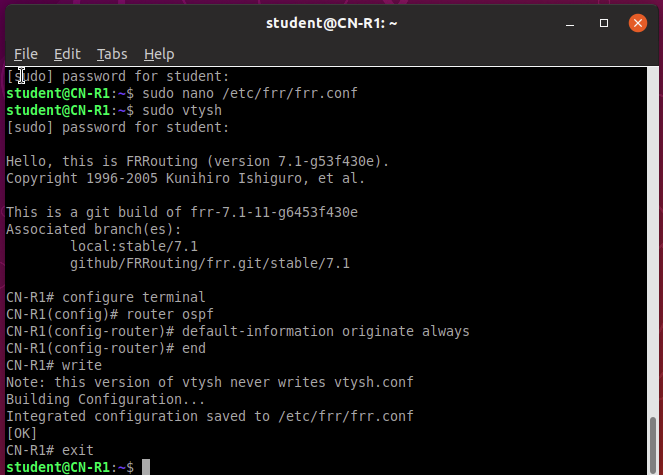 student@CN-R1: ~
File Edit Tabs Help
[sudo] password for student:
student@CN-R1:~$ sudo nano /etc/frr/frr.conf
student@CN-R1:~$ sudo vtysh
[sudo] password for student:
Hello, this is FRRouting (version 7.1-g53f430e).
Copyright 1996-2005 Kunihiro Ishiguro, et al.
This is a git build of frr-7.1-11-g6453f430e
Associated branch(es):
local:stable/7.1
github/FRRouting/frr.git/stable/7.1
CN-R1# configure terminal
CN-R1(config)# router ospf
CN-R1(config-router)# default-information originate always
CN-R1(config-router)# end
CN-R1# write
Note: this version of vtysh never writes vtysh.conf
Building Configuration...
Integrated configuration saved to /etc/frr/frr.conf
[OK]
CN-R1# exit
student@CN-R1:~$